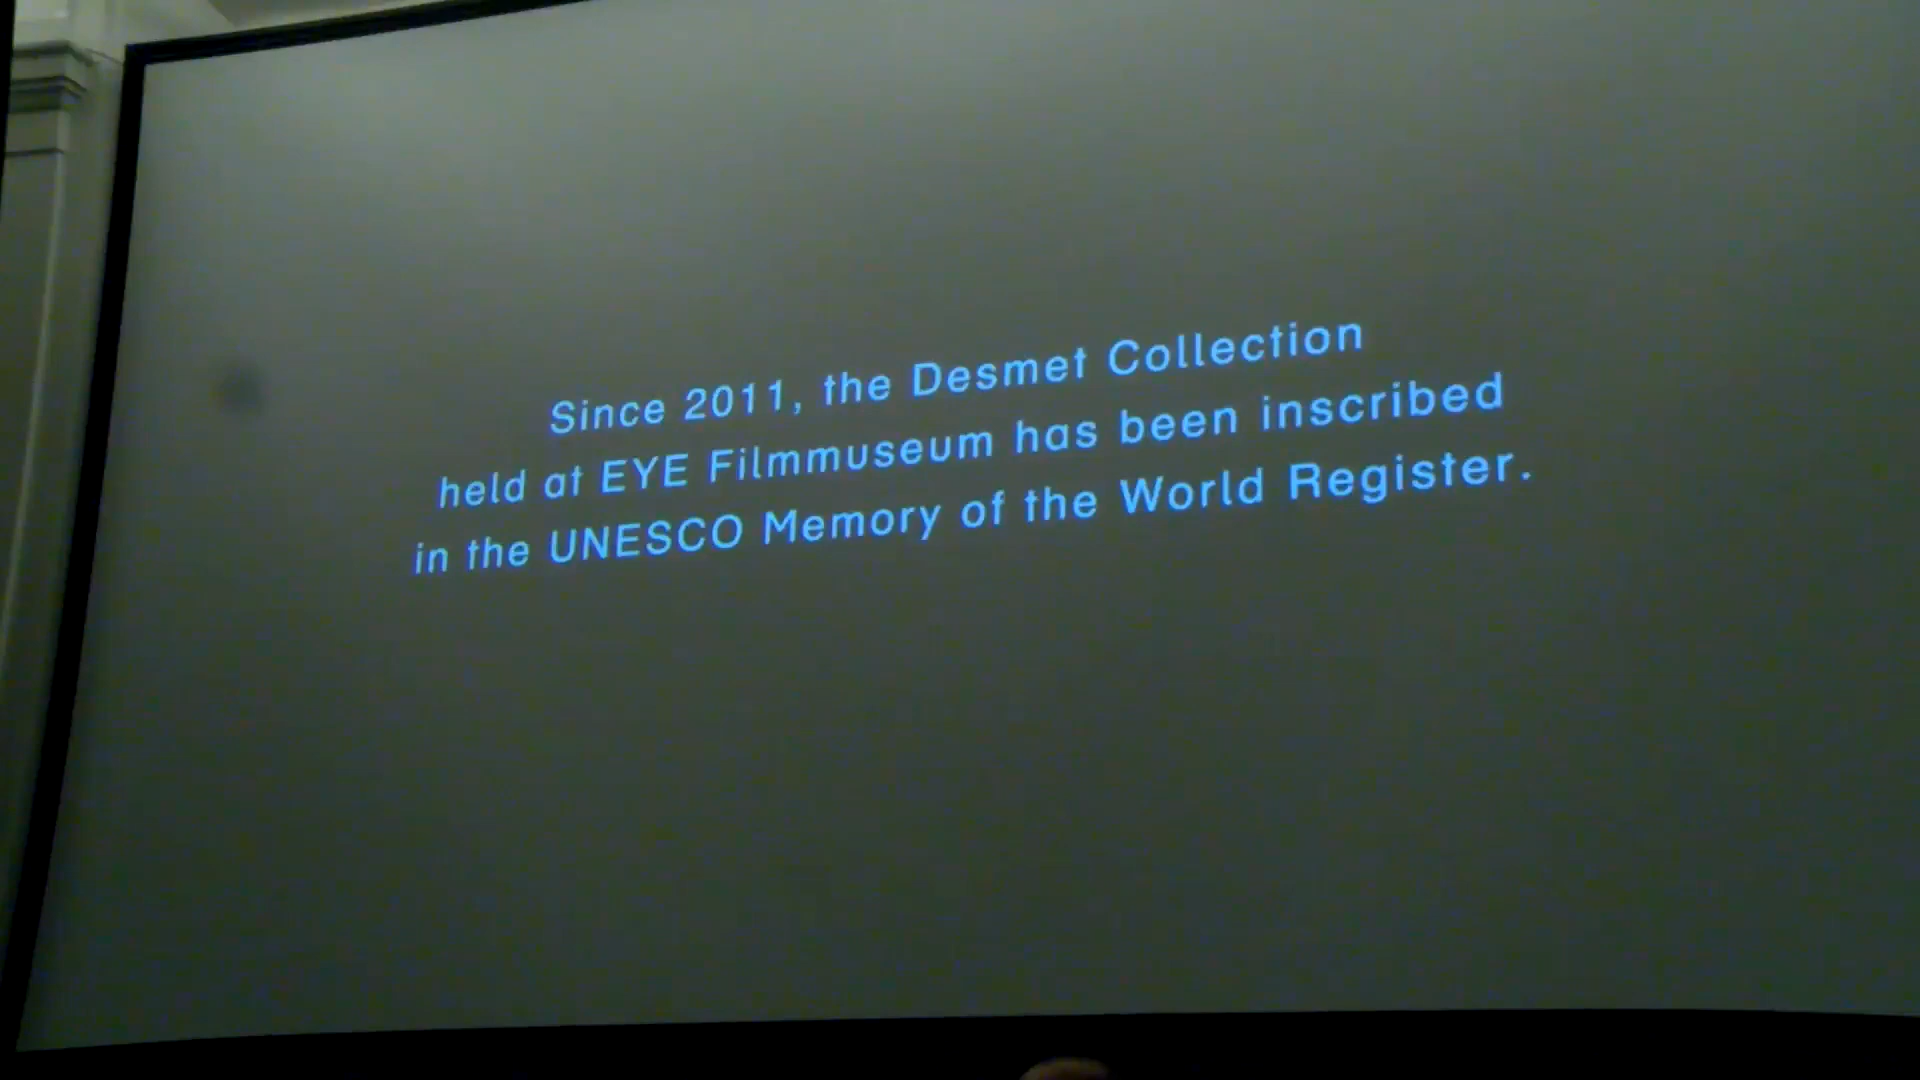 Since 2011, the Desmet Collection
held at EYE Filmmuseum has been inscribed
in the UNESCO Memory of the World Register.